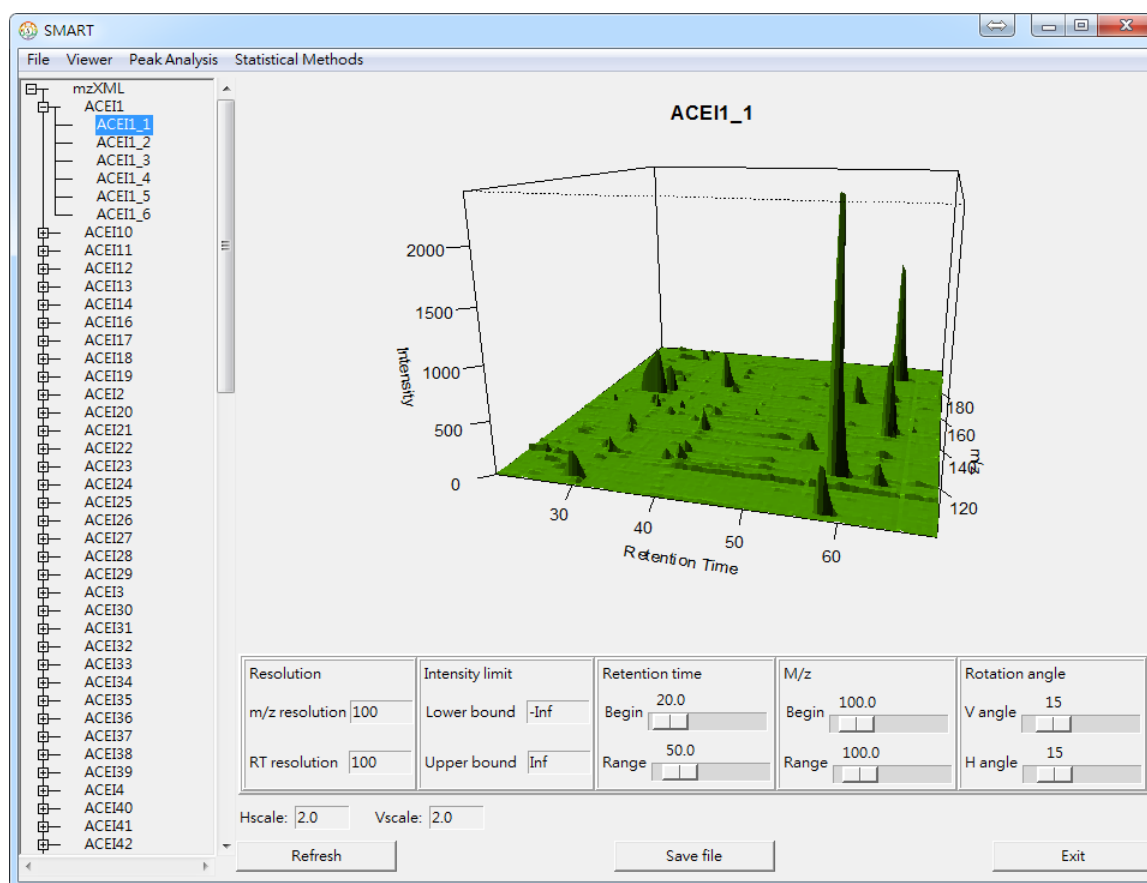 SMART
File Viewer Peak Analysis Statistical Methods
mzXML
ACEI1
ACEI1_1
ACEI1_2
ACEI1_3
ACEI1_4
ACEI1_5
ACEI1_6
ACEI10
ACEI11
ACEI12
ACEI13
ACEI14
ACEI16
ACEI17
ACEI18
ACEI19
ACEI2
ACEI20
ACEI21
ACEI22
ACEI23
ACEI24
ACEI25
ACEI26
ACEI27
ACEI28
ACEI29
ACEI3
ACEI30
ACEI31
ACEI32
ACEI33
ACEI34
ACEI35
ACEI36
ACEI37
ACEI38
ACEI39
ACEI4
ACEI40
ACEI41
ACEI42
ACEI1_1
2000
1500
1000
500
0
Intensity
30
40
50
60
Retention Time
180
160
140
120
mz
Resolution
m/z resolution 100
RT resolution 100
Intensity limit
Lower bound -Inf
Upper bound Inf
Retention time
20.0
Begin
50.0
Range
M/z
100.0
Begin
100.0
Range
Rotation angle
15
V angle
15
H angle
Hscale: 2.0 Vscale: 2.0
Refresh Save file Exit